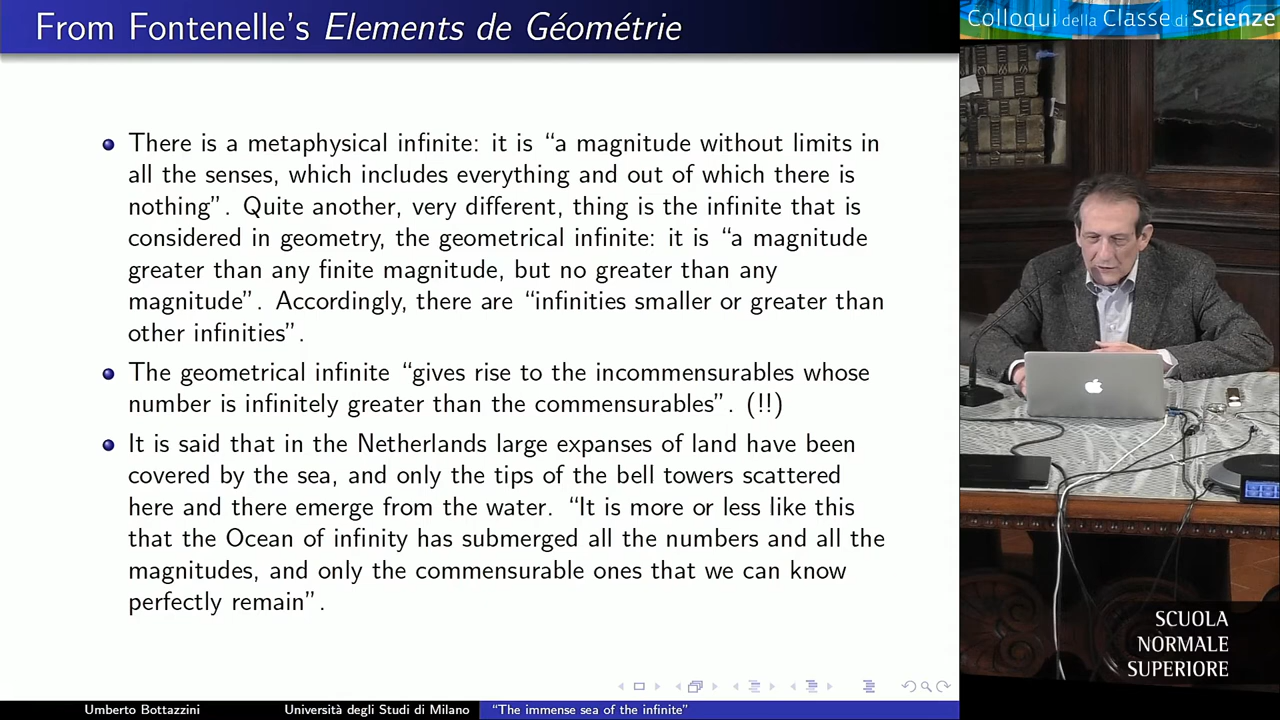 From Fontenelle's Elements de Géométrie
There is a metaphysical infinite: it is “a magnitude without limits in
all the senses, which includes everything and out of which there is
nothing”. Quite another, very different, thing is the infinite that is
considered in geometry, the geometrical infinite: it is “a magnitude
greater than any finite magnitude, but no greater than any
magnitude”. Accordingly, there are “infinities smaller or greater than
other infinities”.
The geometrical infinite “gives rise to the incommensurables whose
number is infinitely greater than the commensurables”. (!!)
It is said that in the Netherlands large expanses of land have been
covered by the sea, and only the tips of the bell towers scattered
here and there emerge from the water. “It is more or less like this
that the Ocean of infinity has submerged all the numbers and all the
magnitudes, and only the commensurable ones that we can know
perfectly remain”.
Umberto Bottazzini
Università degli Studi di Milano
“The immense sea of the infinite”
Colloqui della Classe di Scienze
SCUOLA
NORMALE
SUPERIORE